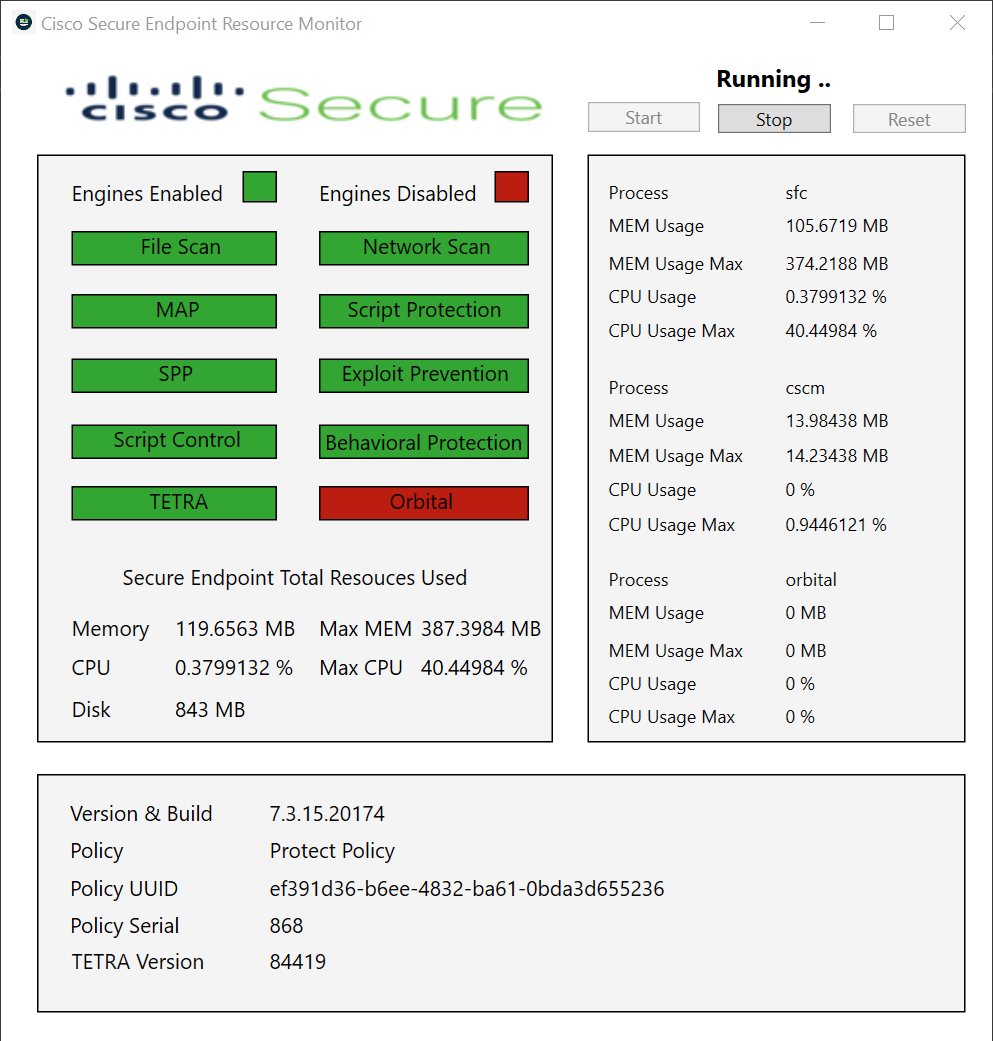 Cisco Secure Endpoint Resource Monitor
cisco Secure
Running ..
Start Stop Reset
Engines Enabled Engines Disabled
File Scan Network Scan
MAP Script Protection
SPP Exploit Prevention
Script Control Behavioral Protection
TETRA Orbital
Secure Endpoint Total Resouces Used
Memory 119.6563 MB Max MEM 387.3984 MB
CPU 0.3799132 % Max CPU 40.44984 %
Disk 843 MB
Process sfc
MEM Usage 105.6719 MB
MEM Usage Max 374.2188 MB
CPU Usage 0.3799132 %
CPU Usage Max 40.44984 %
Process cscm
MEM Usage 13.98438 MB
MEM Usage Max 14.23438 MB
CPU Usage 0 %
CPU Usage Max 0.9446121 %
Process orbital
MEM Usage 0 MB
MEM Usage Max 0 MB
CPU Usage 0 %
CPU Usage Max 0 %
Version & Build 7.3.15.20174
Policy Protect Policy
Policy UUID ef391d36-b6ee-4832-ba61-0bda3d655236
Policy Serial 868
TETRA Version 84419